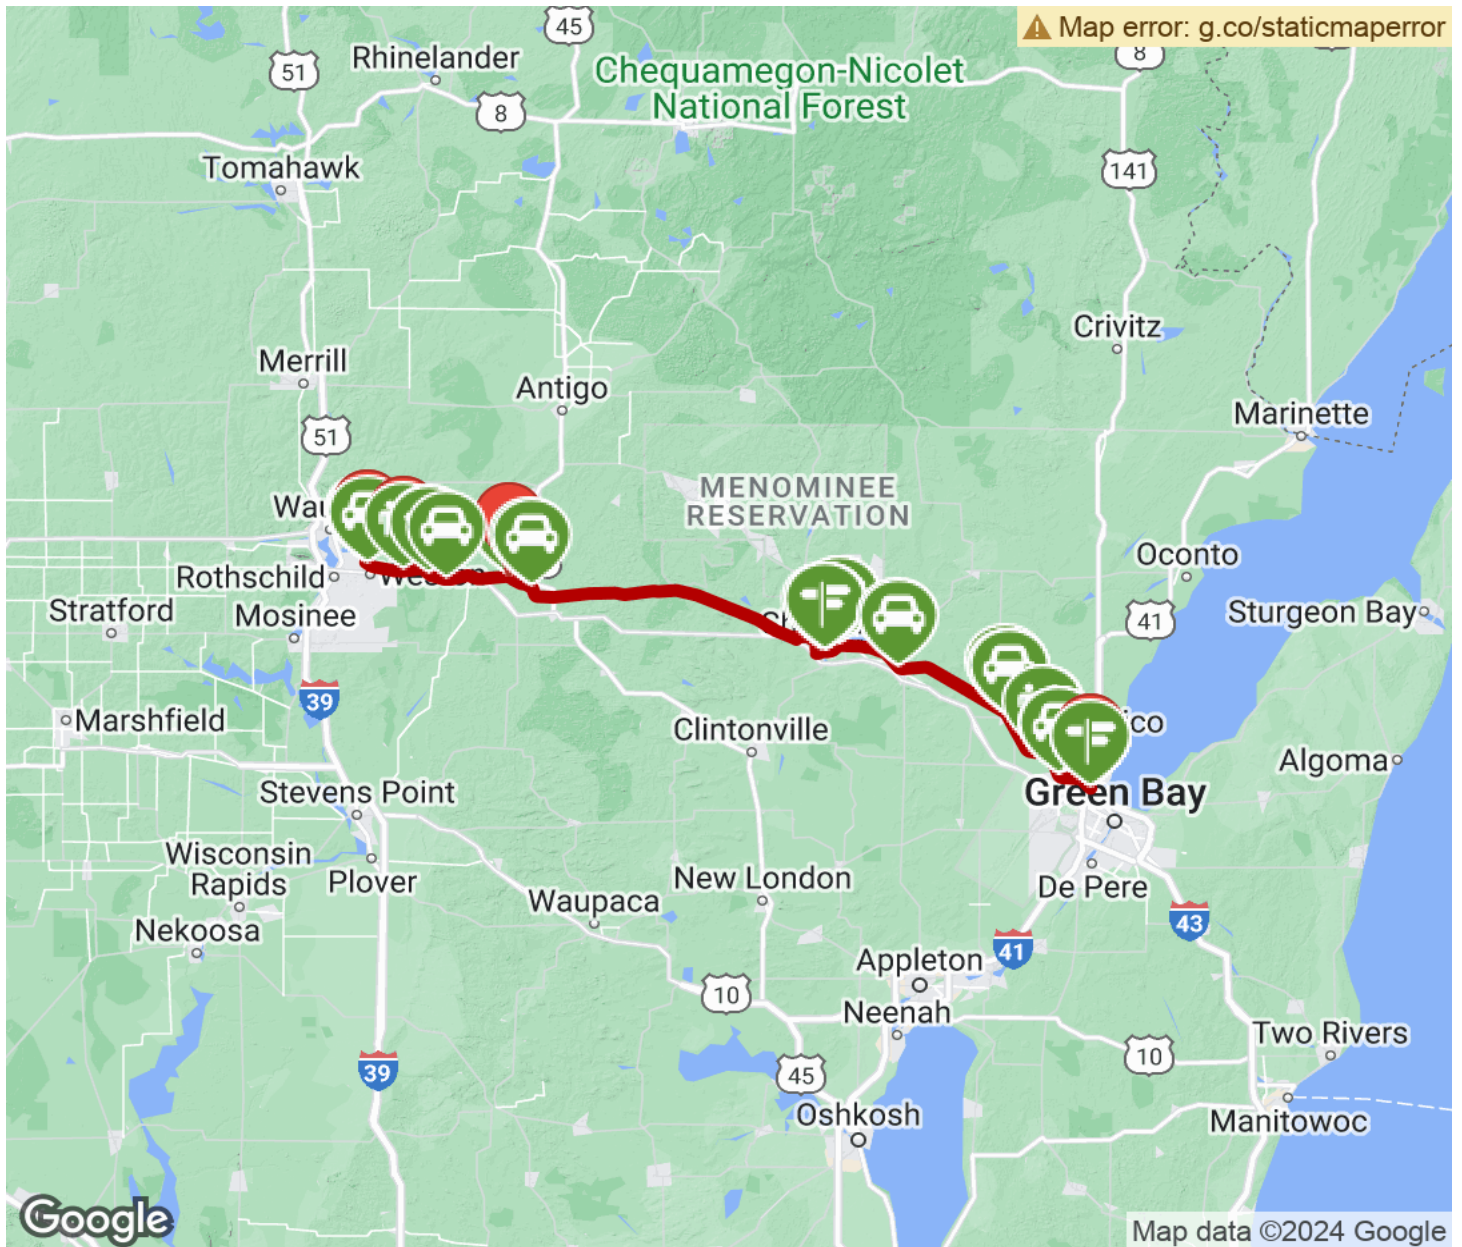 45
Map error: g.co/staticmaperror
Rhinelander
8
51
Chequamegon-Nicolet
National Forest
8
Tomahawk
141
Crivitz
Merrill
Antigo
Marinette
51
MENOMINEE
RESERVATION
Wau
Oconto
Rothschild
Stratford
Mosinee
41
Sturgeon Bay
39
Marshfield
Clintonville
ico
Algoma
Stevens Point
Green Bay
Wisconsin
Rapids
Plover
New London
De Pere
Waupaca
Nekoosa
43
41
Appleton
10
Neenah
Two Rivers
10
39
45
Oshkosh
Manitowoc
Google
Map data ©2024 Google